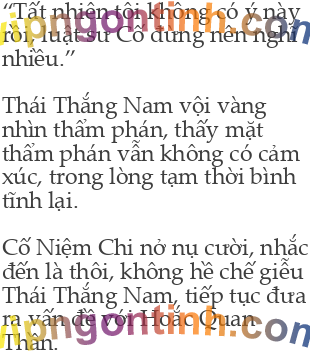 “Tất nhiên tôi không có ý này
rồi, luật sư Cố đừng nên nghĩ
nhiều.”
Thái Thắng Nam vội vàng
nhìn thẩm phán, thấy mặt
thẩm phán vẫn không có cảm
xúc, trong lòng tạm thời bình
tĩnh lại.
Cố Niệm Chi nở nụ cười, nhắc
đến là thôi, không hề chế giễu
Thái Thắng Nam, tiếp tục đưa
ra vấn đề với Hoắc Quan
Thần.
vipngontinh.com
vipngontinh.com